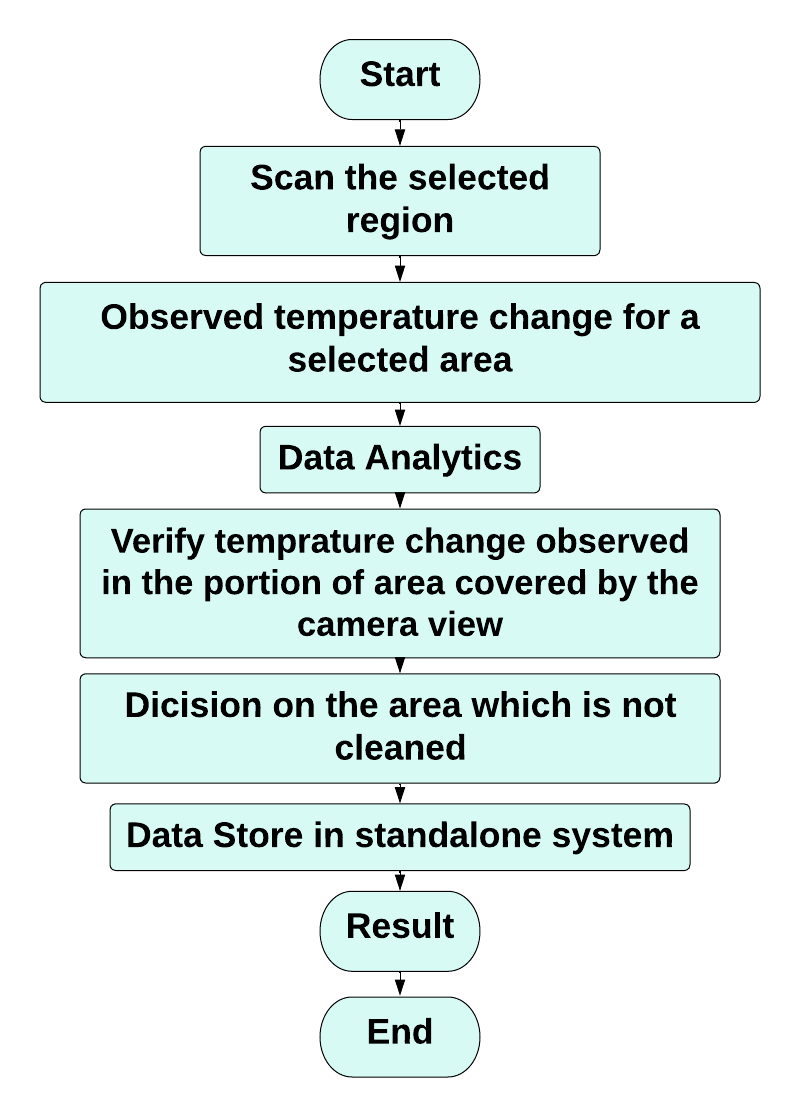 Start
Scan the selected
region
Observed temperature change for a
selected area
Data Analytics
Verify temprature change observed
in the portion of area covered by the
camera view
Dicision on the area which is not
cleaned
Data Store in standalone system
Result
End